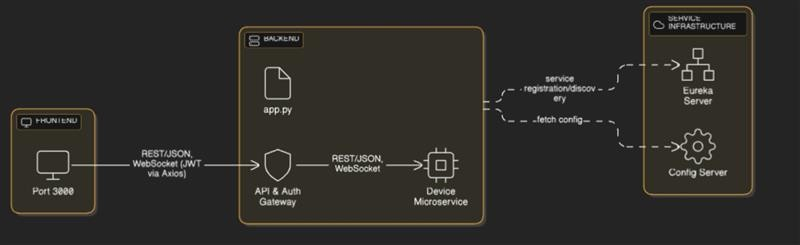 FRONTEND
Port 3000
REST/JSON,
WebSocket (JWT
via Axios)
BACKEND
app.py
API & Auth
Gateway
REST/JSON,
WebSocket
Device
Microservice
service
registration/discov
ery
fetch config
SERVICE
INFRASTRUCTURE
Eureka
Server
Config Server